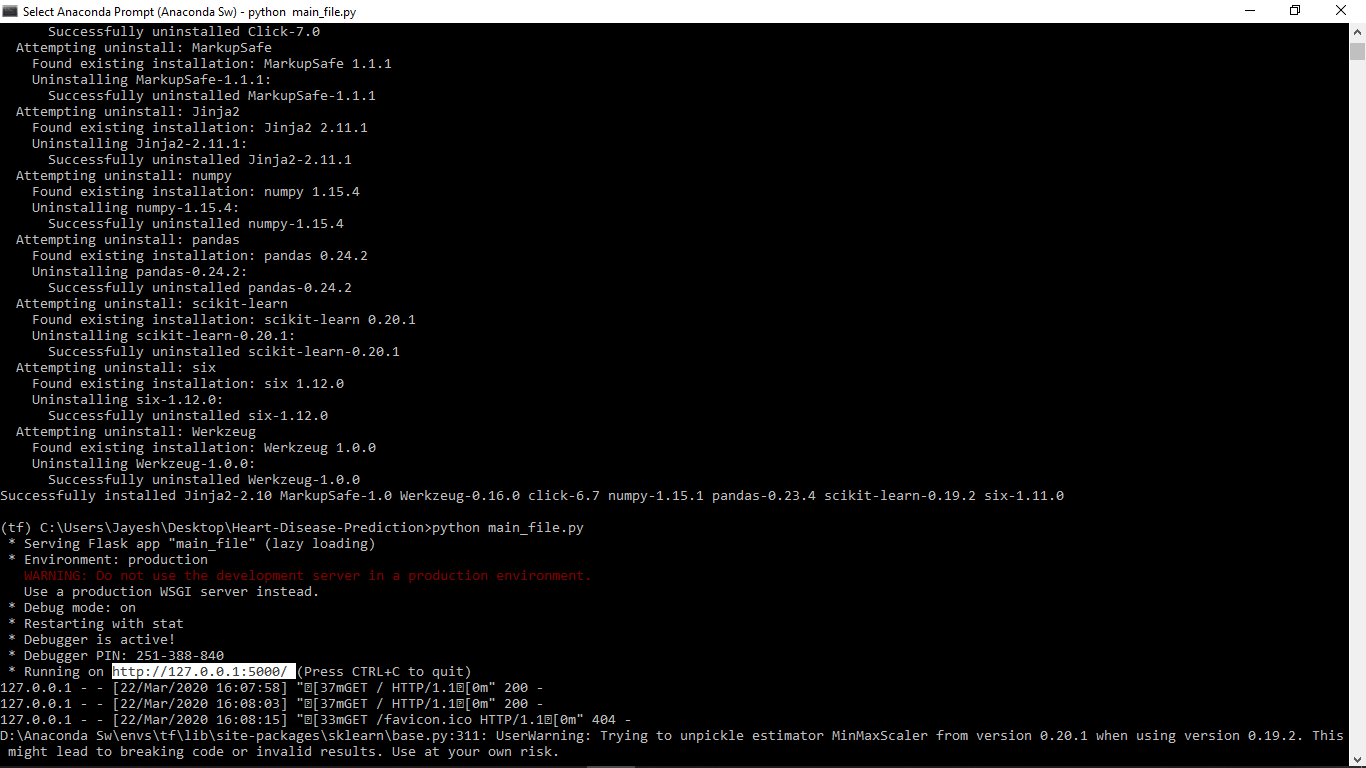 Select Anaconda Prompt (Anaconda Sw) - python  main_file.py
      Successfully uninstalled Click-7.0
  Attempting uninstall: MarkupSafe
    Found existing installation: MarkupSafe 1.1.1
    Uninstalling MarkupSafe-1.1.1:
      Successfully uninstalled MarkupSafe-1.1.1
  Attempting uninstall: Jinja2
    Found existing installation: Jinja2 2.11.1
    Uninstalling Jinja2-2.11.1:
      Successfully uninstalled Jinja2-2.11.1
  Attempting uninstall: numpy
    Found existing installation: numpy 1.15.4
    Uninstalling numpy-1.15.4:
      Successfully uninstalled numpy-1.15.4
  Attempting uninstall: pandas
    Found existing installation: pandas 0.24.2
    Uninstalling pandas-0.24.2:
      Successfully uninstalled pandas-0.24.2
  Attempting uninstall: scikit-learn
    Found existing installation: scikit-learn 0.20.1
    Uninstalling scikit-learn-0.20.1:
      Successfully uninstalled scikit-learn-0.20.1
  Attempting uninstall: six
    Found existing installation: six 1.12.0
    Uninstalling six-1.12.0:
      Successfully uninstalled six-1.12.0
  Attempting uninstall: Werkzeug
    Found existing installation: Werkzeug 1.0.0
    Uninstalling Werkzeug-1.0.0:
      Successfully uninstalled Werkzeug-1.0.0
Successfully installed Jinja2-2.10 MarkupSafe-1.0 Werkzeug-0.16.0 click-6.7 numpy-1.15.1 pandas-0.23.4 scikit-learn-0.19.2 six-1.11.0
(tf) C:\Users\Jayesh\Desktop\Heart-Disease-Prediction>python main_file.py
 * Serving Flask app "main_file" (lazy loading)
 * Environment: production
   WARNING: Do not use the development server in a production environment.
   Use a production WSGI server instead.
 * Debug mode: on
 * Restarting with stat
 * Debugger is active!
 * Debugger PIN: 251-388-840
 * Running on http://127.0.0.1:5000/ (Press CTRL+C to quit)
127.0.0.1 - - [22/Mar/2020 16:07:58] "[37mGET / HTTP/1.1[0m" 200 -
127.0.0.1 - - [22/Mar/2020 16:08:03] "[37mGET / HTTP/1.1[0m" 200 -
127.0.0.1 - - [22/Mar/2020 16:08:15] "[33mGET /favicon.ico HTTP/1.1[0m" 404 -
D:\Anaconda Sw\envs\tf\lib\site-packages\sklearn\base.py:311: UserWarning: Trying to unpickle estimator MinMaxScaler from version 0.20.1 when using version 0.19.2. This
 might lead to breaking code or invalid results. Use at your own risk.